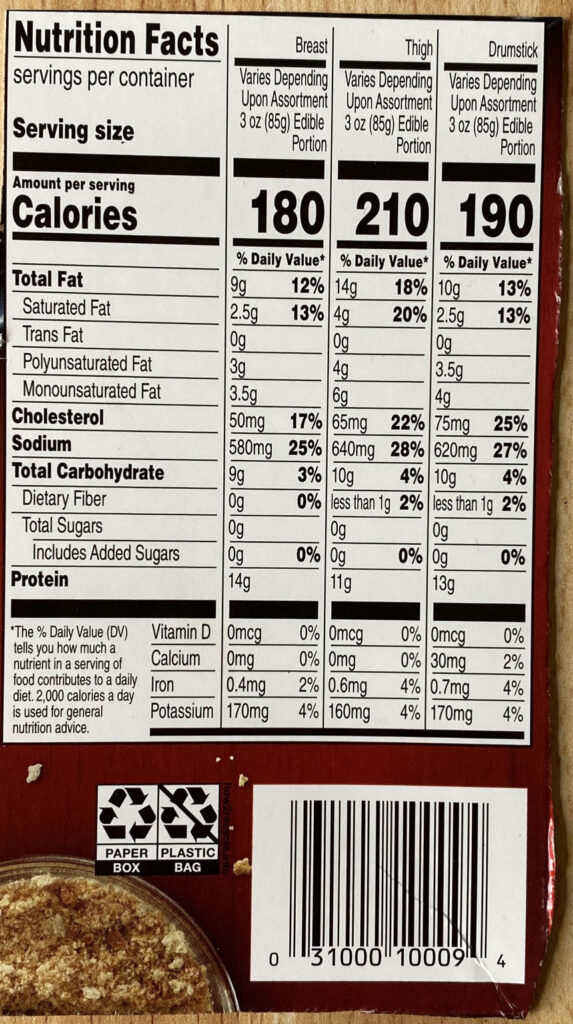 Nutrition Facts
servings per container
Serving size
Breast Thigh Drumstick
Varies Depending Varies Depending Varies Depending
Upon Assortment Upon Assortment Upon Assortment
3 oz (85g) Edible 3 oz (85g) Edible 3 oz (85g) Edible
Portion Portion Portion
Amount per serving
Calories 180 210 190
% Daily Value* % Daily Value* % Daily Value*
Total Fat 9g 12% 14g 18% 10g 13%
Saturated Fat 2.5g 13% 4g 20% 2.5g 13%
Trans Fat 0g 0g 0g
Polyunsaturated Fat 3g 4g 3.5g
Monounsaturated Fat 3.5g 6g 4g
Cholesterol 50mg 17% 65mg 22% 75mg 25%
Sodium 580mg 25% 640mg 28% 620mg 27%
Total Carbohydrate 9g 3% 10g 4% 10g 4%
Dietary Fiber 0g 0% less than 1g 2% less than 1g 2%
Total Sugars 0g 0g 0g
Includes Added Sugars 0g 0% 0g 0% 0g 0%
Protein 14g 11g 13g
Vitamin D 0mcg 0% 0mcg 0% 0mcg 0%
Calcium 0mg 0% 0mg 0% 30mg 2%
Iron 0.4mg 2% 0.6mg 4% 0.7mg 4%
Potassium 170mg 4% 160mg 4% 170mg 4%
*The % Daily Value (DV)
tells you how much a
nutrient in a serving of
food contributes to a daily
diet. 2,000 calories a day
is used for general
nutrition advice.
PAPER PLASTIC
BOX BAG
0 31000 10009 4